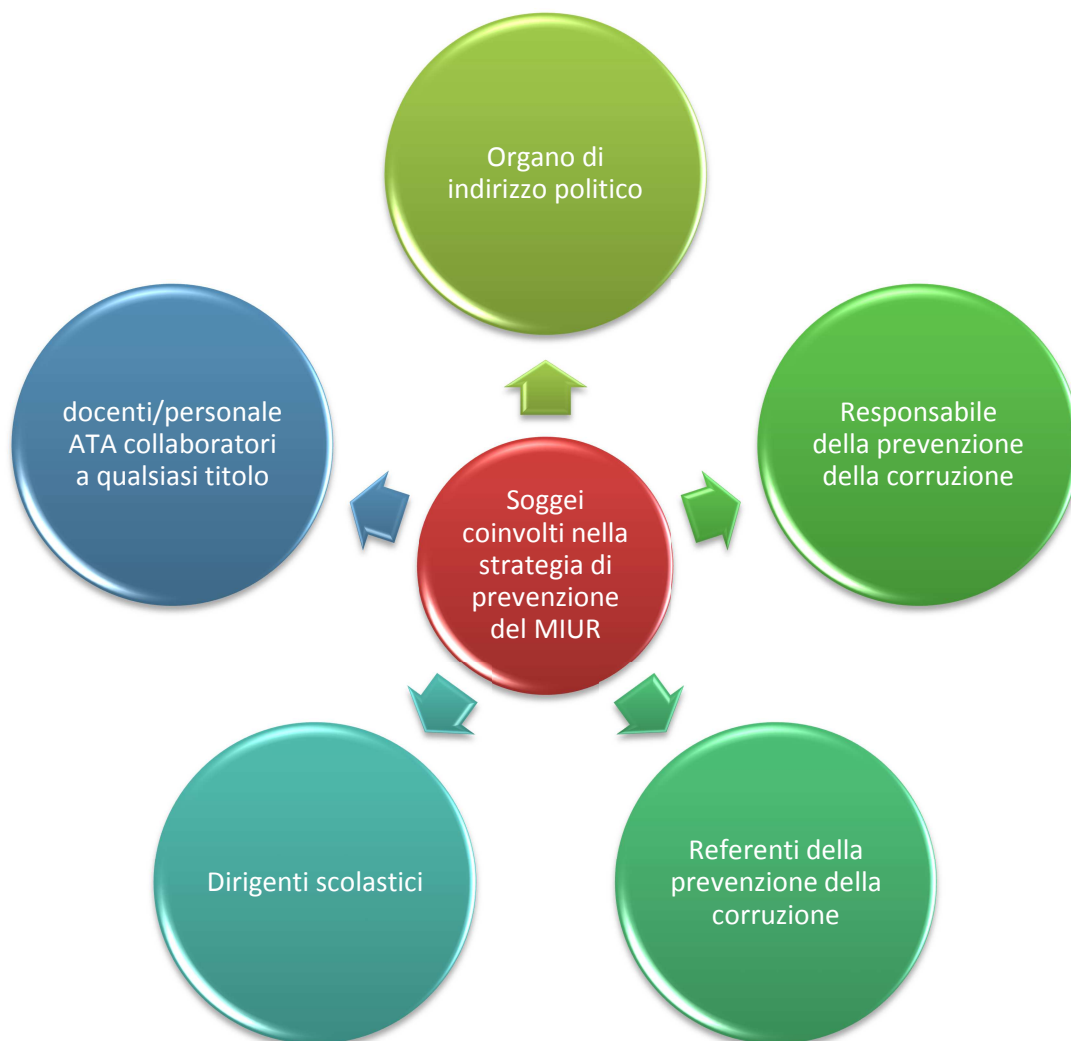 Organo di
indirizzo politico
Responsabile
della prevenzione
della corruzione
Referenti della
prevenzione della
corruzione
Dirigenti scolastici
docenti/personale
ATA collaboratori
a qualsiasi titolo
Soggei
coinvolti nella
strategia di
prevenzione
del MIUR